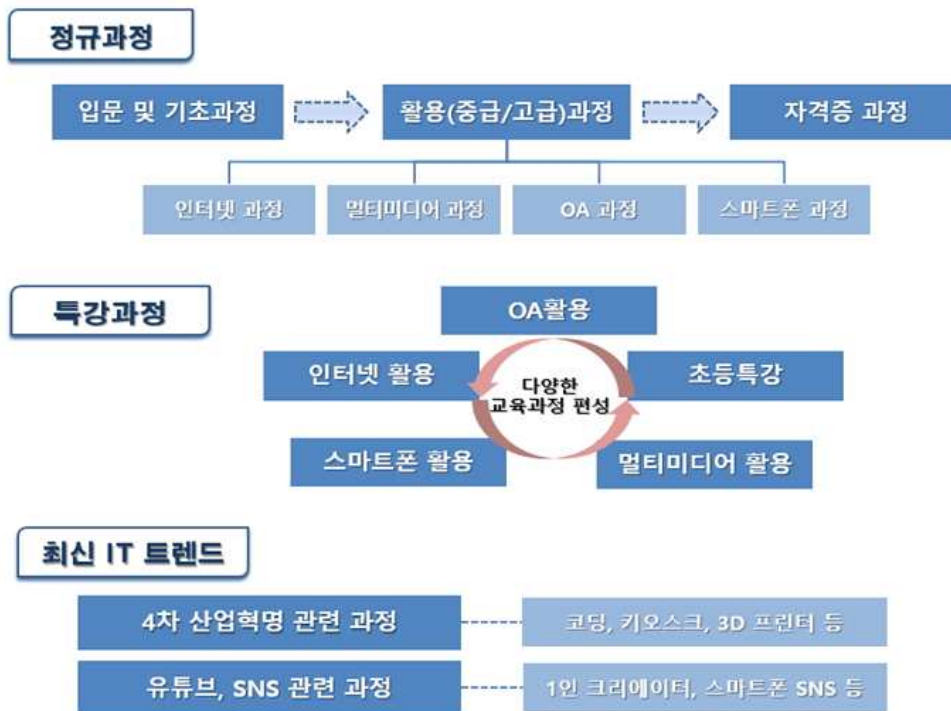 정규과정
입문 및 기초과정
활용(중급/고급)과정
자격증 과정
인터넷 과정
멀티미디어 과정
OA 과정
스마트폰 과정
특강과정
OA활용
인터넷 활용
다양한
교육과정 편성
초등특강
스마트폰 활용
멀티미디어 활용
최신 IT 트렌드
4차 산업혁명 관련 과정
코딩, 키오스크, 3D 프린터 등
유튜브, SNS 관련 과정
1인 크리에이터, 스마트폰 SNS 등